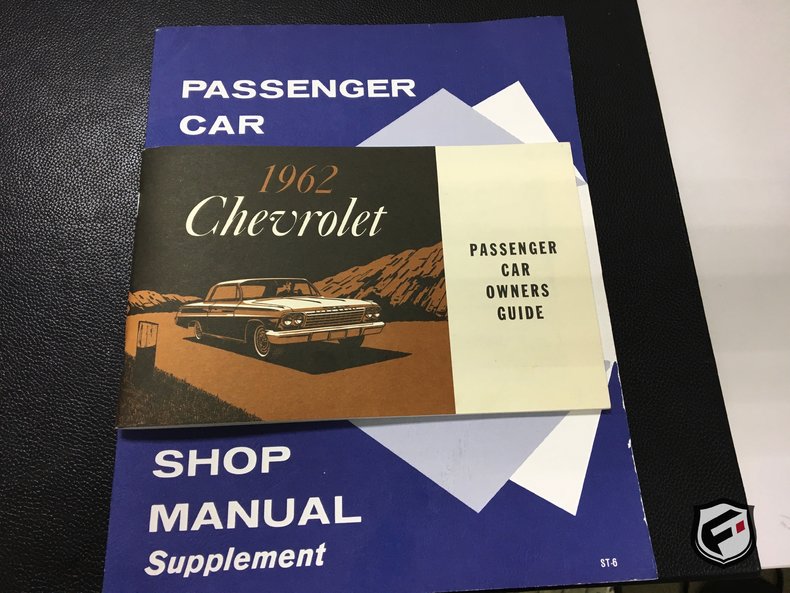 PASSENGER
CAR
1962
Chevrolet
PASSENGER
CAR
OWNERS
GUIDE
SHOP
MANUAL
Supplement
ST-6